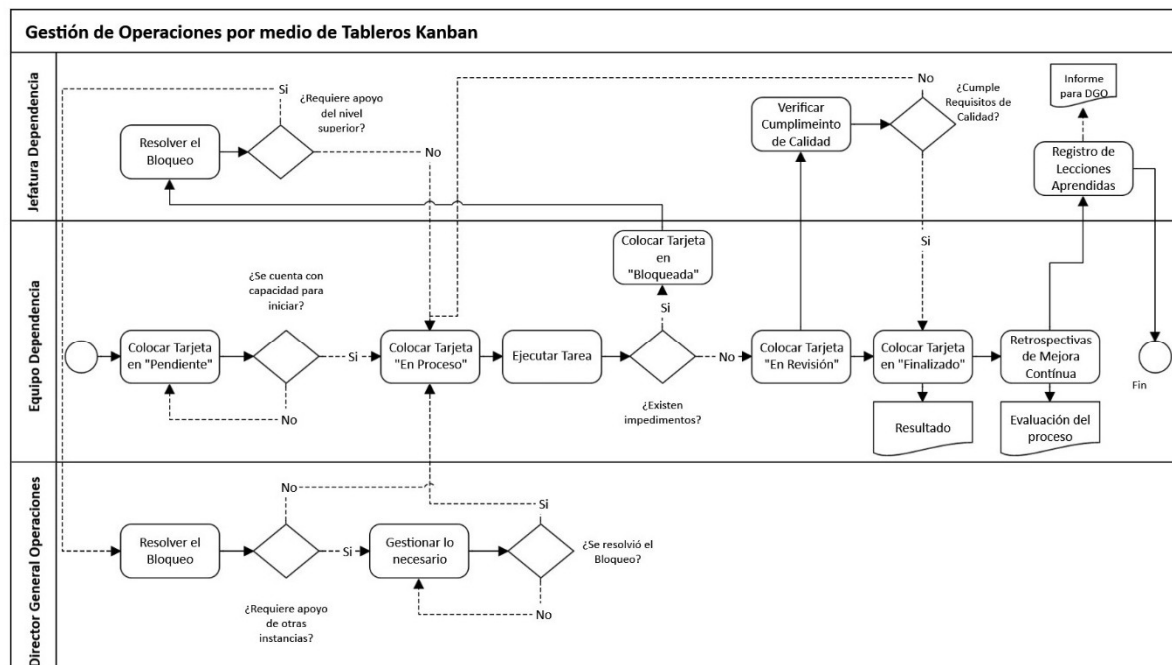 Gestión de Operaciones por medio de Tableros Kanban
Jefatura Dependencia
Si
¿Requiere apoyo
del nivel
superior?
Resolver el
Bloqueo
No
No
Verificar
Cumplimeinto
de Calidad
¿Cumple
Requisitos de
Calidad?
Informe
para DGO
Registro de
Lecciones
Aprendidas
Equipo Dependencia
¿Se cuenta con
capacidad para
iniciar?
Colocar Tarjeta
en
"Bloqueada"
Si
Si
Colocar Tarjeta
en "Pendiente"
Si
No
Colocar Tarjeta
"En Proceso"
Ejecutar Tarea
¿Existen
impedimentos?
No
Colocar Tarjeta
"En Revisión"
Colocar Tarjeta
en "Finalizado"
Retrospectivas
de Mejora
Contínua
Fin
Resultado
Evaluación del
proceso
Director General Operaciones
No
Si
Resolver el
Bloqueo
Si
Gestionar lo
necesario
¿Se resolvió el
Bloqueo?
No
¿Requiere apoyo
de otras
instancias?